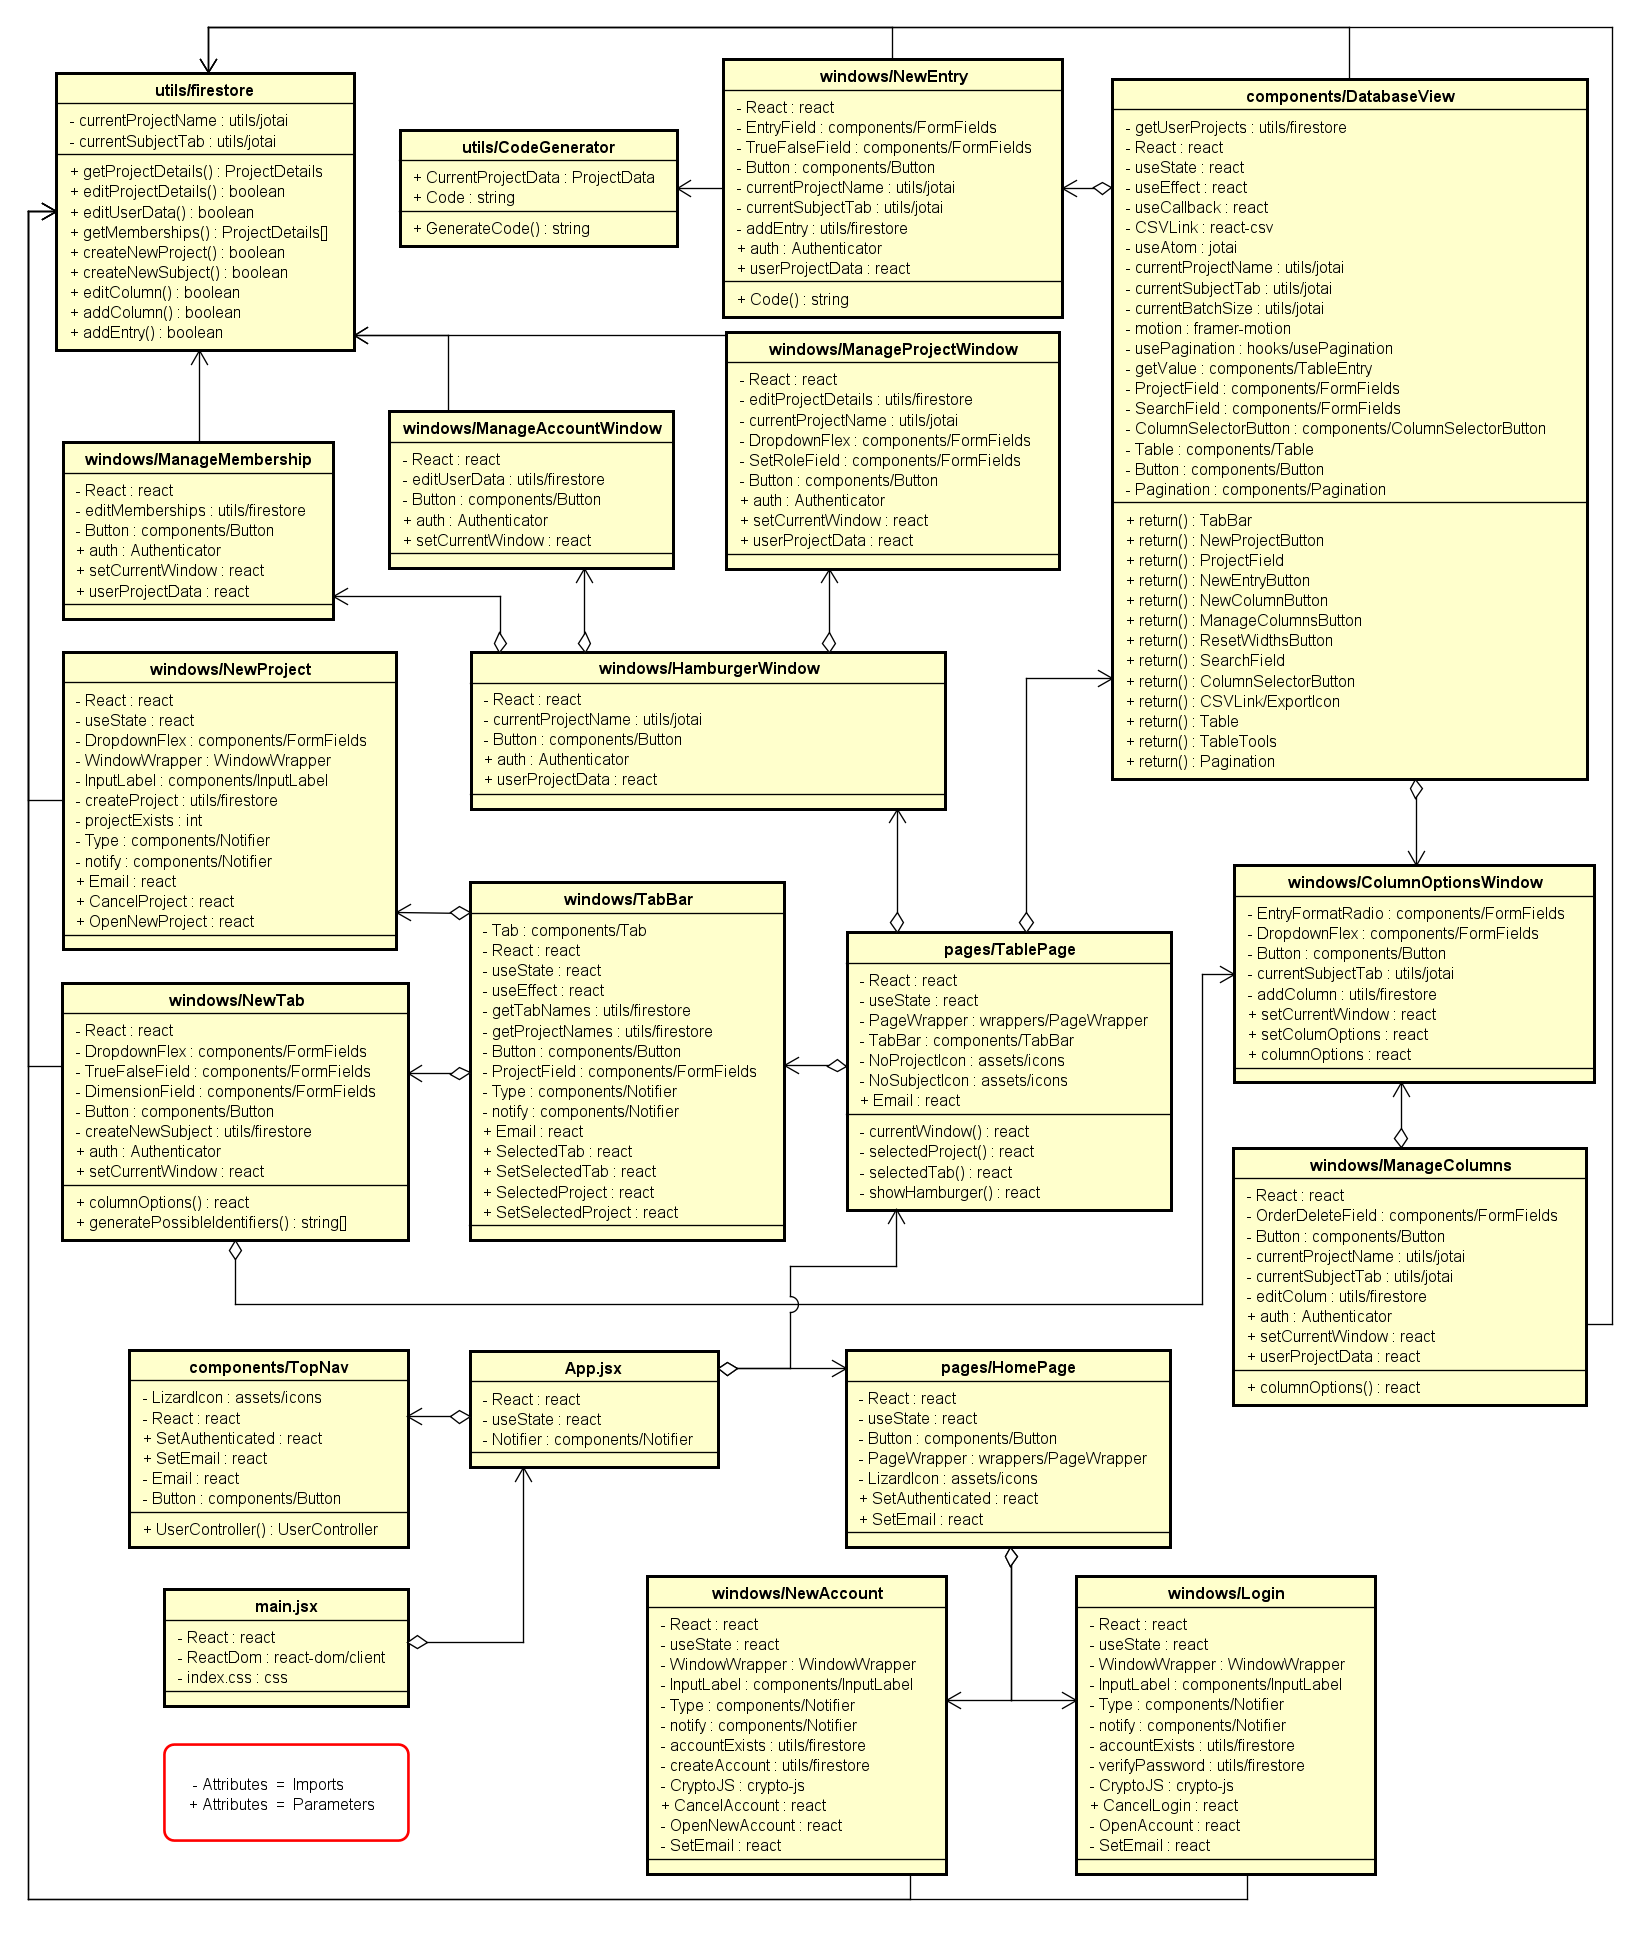 utils/firestore
- currentProjectName : utils/jotai
- currentSubjectTab : utils/jotai
+ getProjectDetails() : ProjectDetails
+ editProjectDetails() : boolean
+ editUserData() : boolean
+ getMemberships() : ProjectDetails[]
+ createNewProject() : boolean
+ createNewSubject() : boolean
+ editColumn() : boolean
+ addColumn() : boolean
+ addEntry() : boolean
utils/CodeGenerator
+ CurrentProjectData : ProjectData
+ Code : string
+ GenerateCode() : string
windows/NewEntry
- React : react
- EntryField : components/FormFields
- TrueFalseField : components/FormFields
- Button : components/Button
- currentProjectName : utils/jotai
- currentSubjectTab : utils/jotai
- addEntry : utils/firestore
+ auth : Authenticator
+ userProjectData : react
+ Code() : string
components/DatabaseView
- getUserProjects : utils/firestore
- React : react
- useState : react
- useEffect : react
- useCallback : react
- CSVLink : react-csv
- useAtom : jotai
- currentProjectName : utils/jotai
- currentSubjectTab : utils/jotai
- currentBatchSize : utils/jotai
- motion : framer-motion
- usePagination : hooks/usePagination
- getValue : components/TableEntry
- ProjectField : components/FormFields
- SearchField : components/FormFields
- ColumnSelectorButton : components/ColumnSelectorButton
- Table : components/Table
- Button : components/Button
- Pagination : components/Pagination
+ return() : TabBar
+ return() : NewProjectButton
+ return() : ProjectField
+ return() : NewEntryButton
+ return() : NewColumnButton
+ return() : ManageColumnsButton
+ return() : ResetWidthsButton
+ return() : SearchField
+ return() : ColumnSelectorButton
+ return() : CSVLink/ExportIcon
+ return() : Table
+ return() : TableTools
+ return() : Pagination
windows/ManageProjectWindow
- React : react
- editProjectDetails : utils/firestore
- currentProjectName : utils/jotai
- DropdownFlex : components/FormFields
- SetRoleField : components/FormFields
- Button : components/Button
+ auth : Authenticator
+ setCurrentWindow : react
+ userProjectData : react
windows/ManageAccountWindow
- React : react
- editUserData : utils/firestore
- Button : components/Button
+ auth : Authenticator
+ setCurrentWindow : react
windows/ManageMembership
- React : react
- editMemberships : utils/firestore
- Button : components/Button
+ auth : Authenticator
+ setCurrentWindow : react
+ userProjectData : react
windows/NewProject
- React : react
- useState : react
- DropdownFlex : components/FormFields
- WindowWrapper : WindowWrapper
- InputLabel : components/InputLabel
- createProject : utils/firestore
- projectExists : int
- Type : components/Notifier
- notify : components/Notifier
+ Email : react
+ CancelProject : react
+ OpenNewProject : react
windows/HamburgerWindow
- React : react
- currentProjectName : utils/jotai
- Button : components/Button
+ auth : Authenticator
+ userProjectData : react
windows/TabBar
- Tab : components/Tab
- React : react
- useState : react
- useEffect : react
- getTabNames : utils/firestore
- getProjectNames : utils/firestore
- Button : components/Button
- ProjectField : components/FormFields
- Type : components/Notifier
- notify : components/Notifier
+ Email : react
+ SelectedTab : react
+ SetSelectedTab : react
+ SelectedProject : react
+ SetSelectedProject : react
pages/TablePage
- React : react
- useState : react
- PageWrapper : wrappers/PageWrapper
- TabBar : components/TabBar
- NoProjectIcon : assets/icons
- NoSubjectIcon : assets/icons
+ Email : react
- currentWindow() : react
- selectedProject() : react
- selectedTab() : react
- showHamburger() : react
windows/ColumnOptionsWindow
- EntryFormatRadio : components/FormFields
- DropdownFlex : components/FormFields
- Button : components/Button
- currentSubjectTab : utils/jotai
- addColumn : utils/firestore
+ setCurrentWindow : react
+ setColumOptions : react
+ columnOptions : react
windows/NewTab
- React : react
- DropdownFlex : components/FormFields
- TrueFalseField : components/FormFields
- DimensionField : components/FormFields
- Button : components/Button
- createNewSubject : utils/firestore
+ auth : Authenticator
+ setCurrentWindow : react
+ columnOptions() : react
+ generatePossibleIdentifiers() : string[]
windows/ManageColumns
- React : react
- OrderDeleteField : components/FormFields
- Button : components/Button
- currentProjectName : utils/jotai
- currentSubjectTab : utils/jotai
- editColum : utils/firestore
+ auth : Authenticator
+ setCurrentWindow : react
+ userProjectData : react
+ columnOptions() : react
components/TopNav
- LizardIcon : assets/icons
- React : react
+ SetAuthenticated : react
+ SetEmail : react
- Email : react
- Button : components/Button
+ UserController() : UserController
App.jsx
- React : react
- useState : react
- Notifier : components/Notifier
pages/HomePage
- React : react
- useState : react
- Button : components/Button
- PageWrapper : wrappers/PageWrapper
- LizardIcon : assets/icons
+ SetAuthenticated : react
+ SetEmail : react
main.jsx
- React : react
- ReactDom : react-dom/client
- index.css : css
windows/NewAccount
- React : react
- useState : react
- WindowWrapper : WindowWrapper
- InputLabel : components/InputLabel
- Type : components/Notifier
- notify : components/Notifier
- accountExists : utils/firestore
- createAccount : utils/firestore
- CryptoJS : crypto-js
+ CancelAccount : react
- OpenNewAccount : react
- SetEmail : react
windows/Login
- React : react
- useState : react
- WindowWrapper : WindowWrapper
- InputLabel : components/InputLabel
- Type : components/Notifier
- notify : components/Notifier
- accountExists : utils/firestore
- verifyPassword : utils/firestore
- CryptoJS : crypto-js
+ CancelLogin : react
- OpenAccount : react
- SetEmail : react
- Attributes = Imports
+ Attributes = Parameters